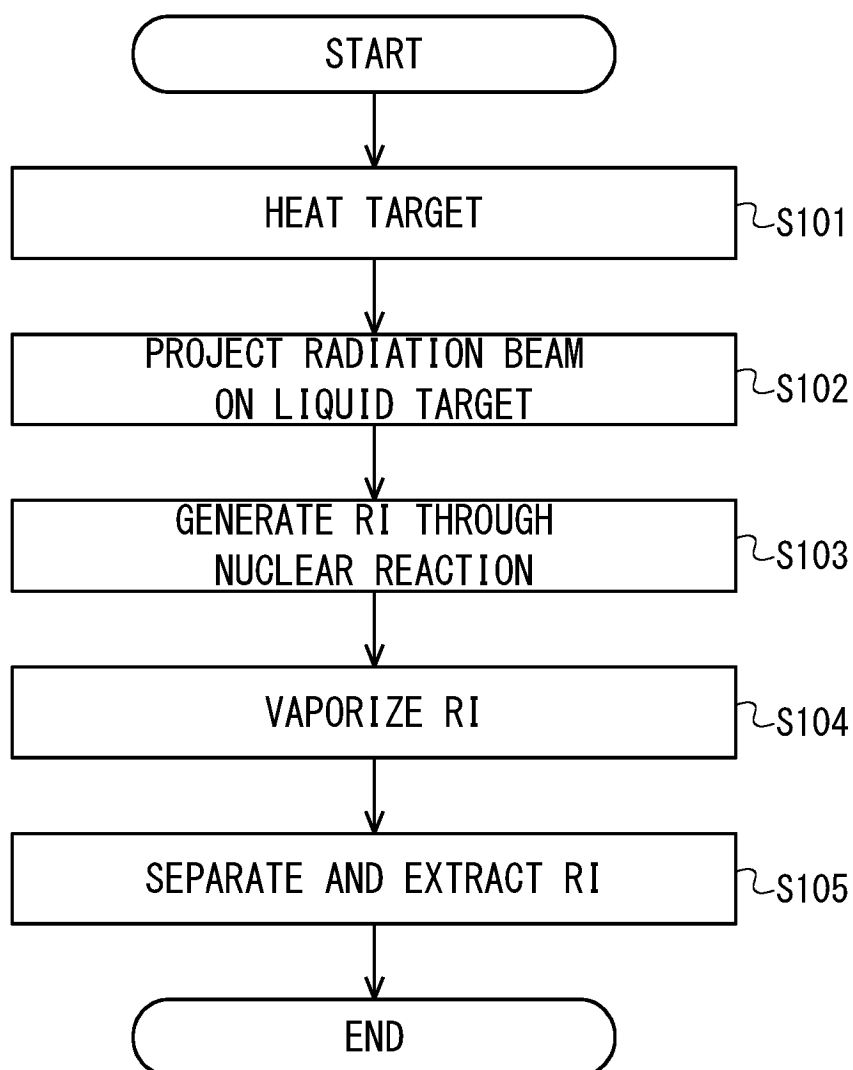 START
HEAT TARGET
S101
PROJECT RADIATION BEAM
ON LIQUID TARGET
S102
GENERATE RI THROUGH
NUCLEAR REACTION
S103
VAPORIZE RI
S104
SEPARATE AND EXTRACT RI
S105
END